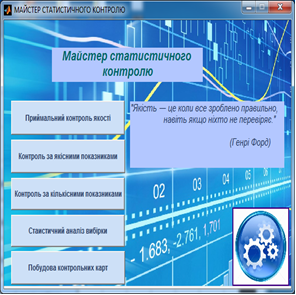 МАЙСТЕР СТАТИСТИЧНОГО КОНТРОЛЮ
Майстер статистичного
контролю
"Якість — це коли все зроблено правильно,
навіть якщо ніхто не перевіряє."
(Генрі Форд)
Приймальний контроль якості
Контроль за якісними показниками
Контроль за кількісними показниками
Стаистичний аналіз вибірки
Побудова контрольних карт
02
03
04
- 1.683, -2.761, 1.701